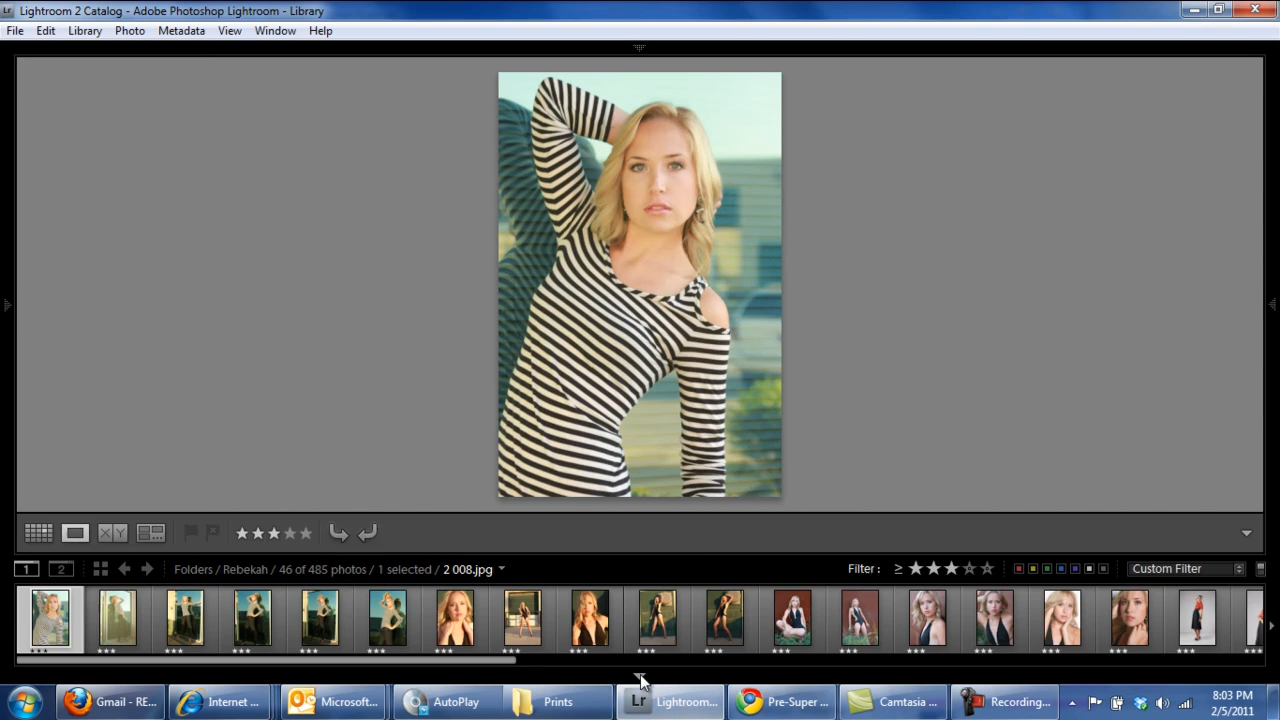 Lr Lightroom 2 Catalog - Adobe Photoshop Lightroom - Library
File Edit Library Photo Metadata View Window Help
X Y
1 2 Folders / Rebekah / 46 of 485 photos / 1 selected / 2 008.jpg Filter : ≥ Custom Filter
Gmail - RE... Internet ... Microsoft... AutoPlay Prints Lr Lightroom... Pre-Super ... Camtasia ... Recording... 8:03 PM
2/5/2011